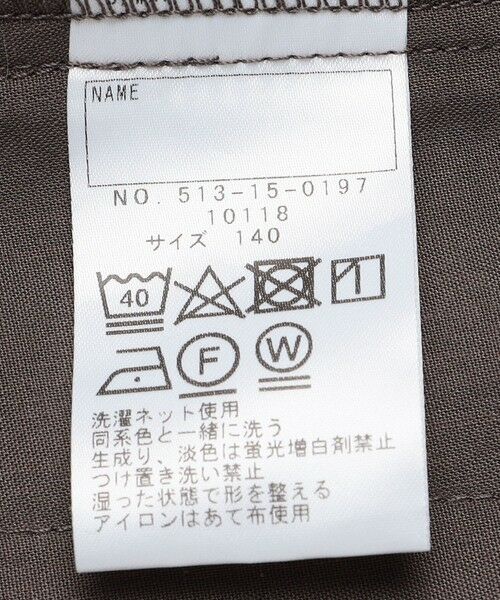 NAME
NO. 513-15-0197
10118
サイズ 140
40
F
W
洗濯ネット使用
同系色と一緒に洗う
生成り、淡色は蛍光増白剤禁止
つけ置き洗い禁止
湿った状態で形を整える
アイロンはあて布使用